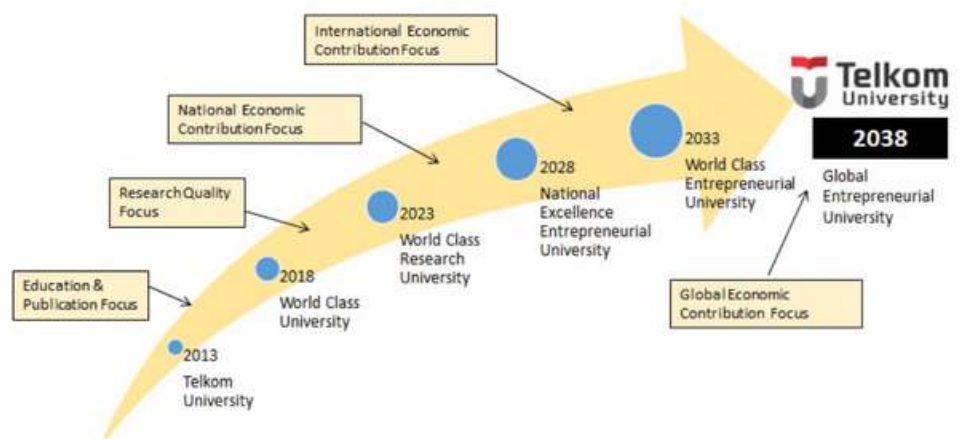 International Economic
Contribution Focus
National Economic
Contribution Focus
Research Quality
Focus
Education &
Publication Focus
2013
Telkom
University
2018
World Class
University
2023
World Class
Research
University
2028
National
Excellence
Entrepreneurial
University
2033
World Class
Entrepreneurial
University
Telkom
University
2038
Global
Entrepreneurial
University
Global Economic
Contribution Focus